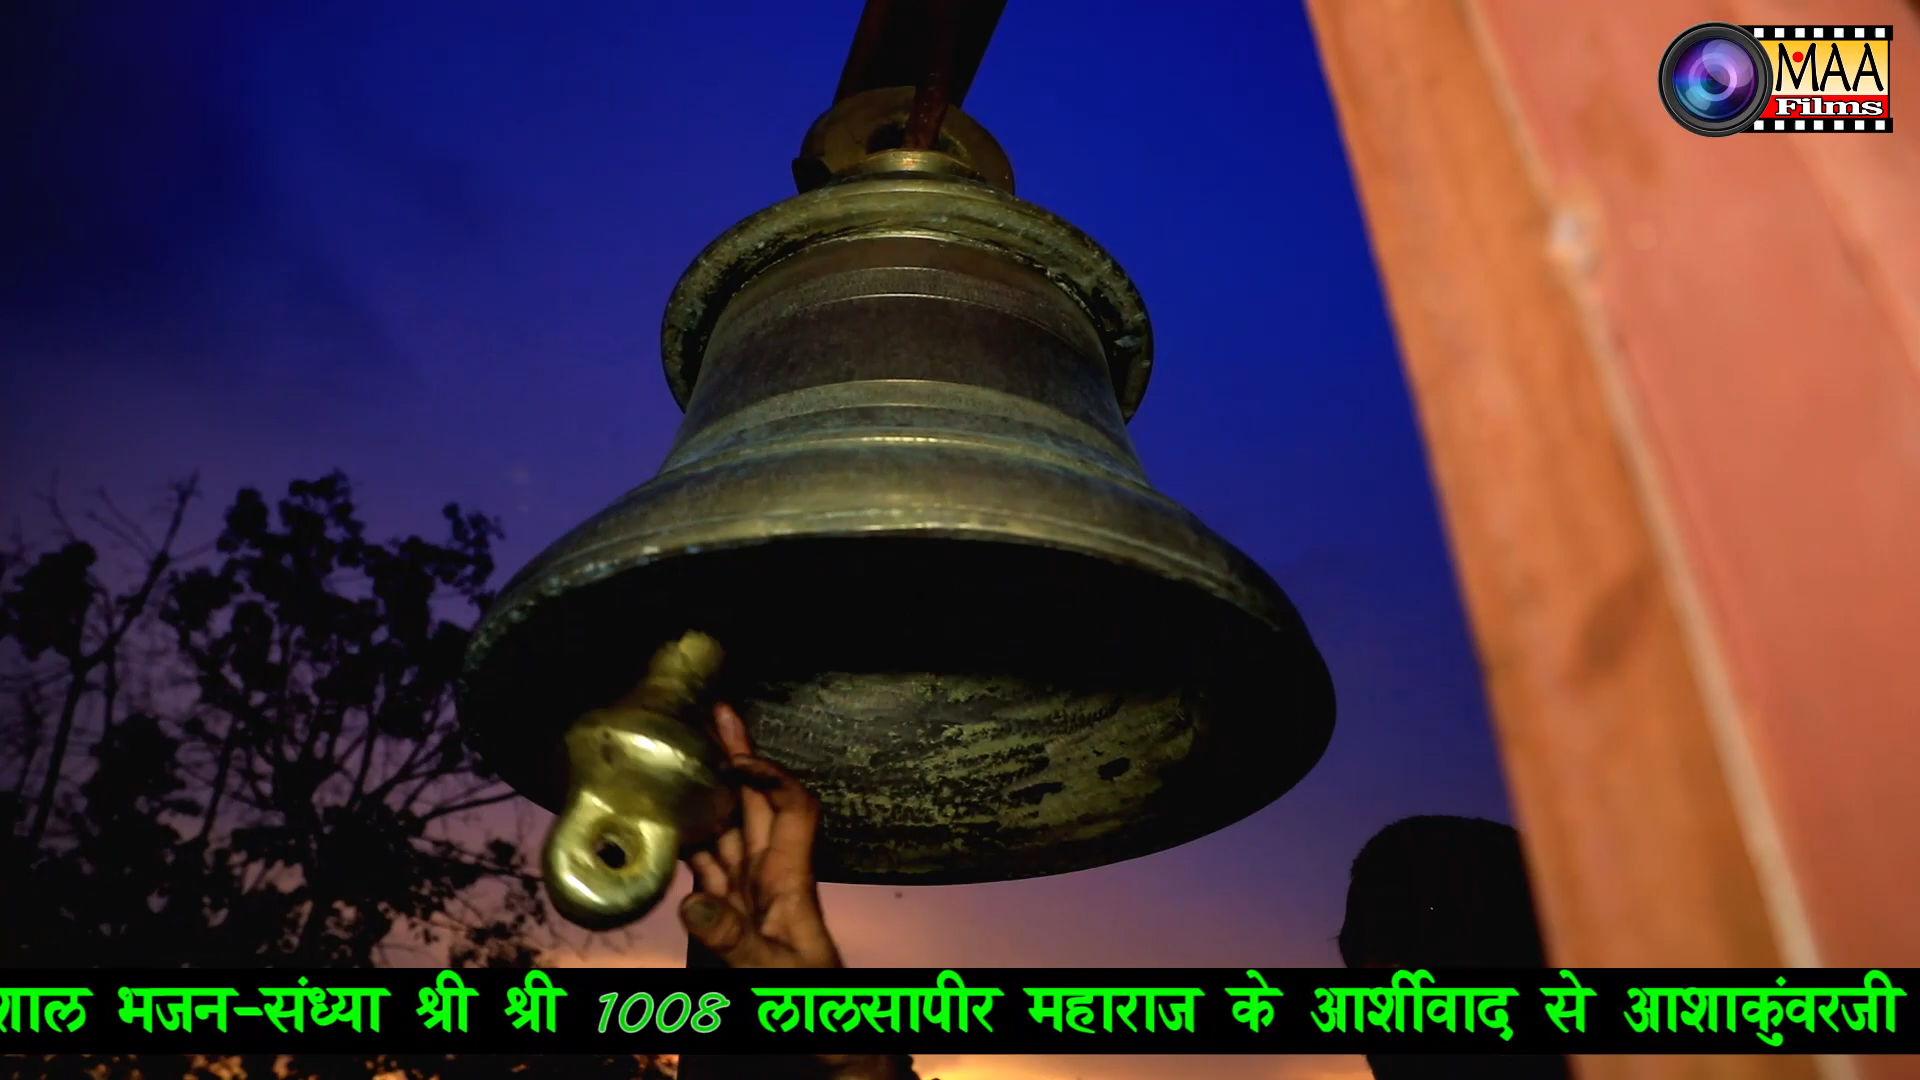 MAA
Films
शाल भजन-संध्या श्री श्री 1008 लालसापीर महाराज के आर्शीवाद से आशाकुंवरजी